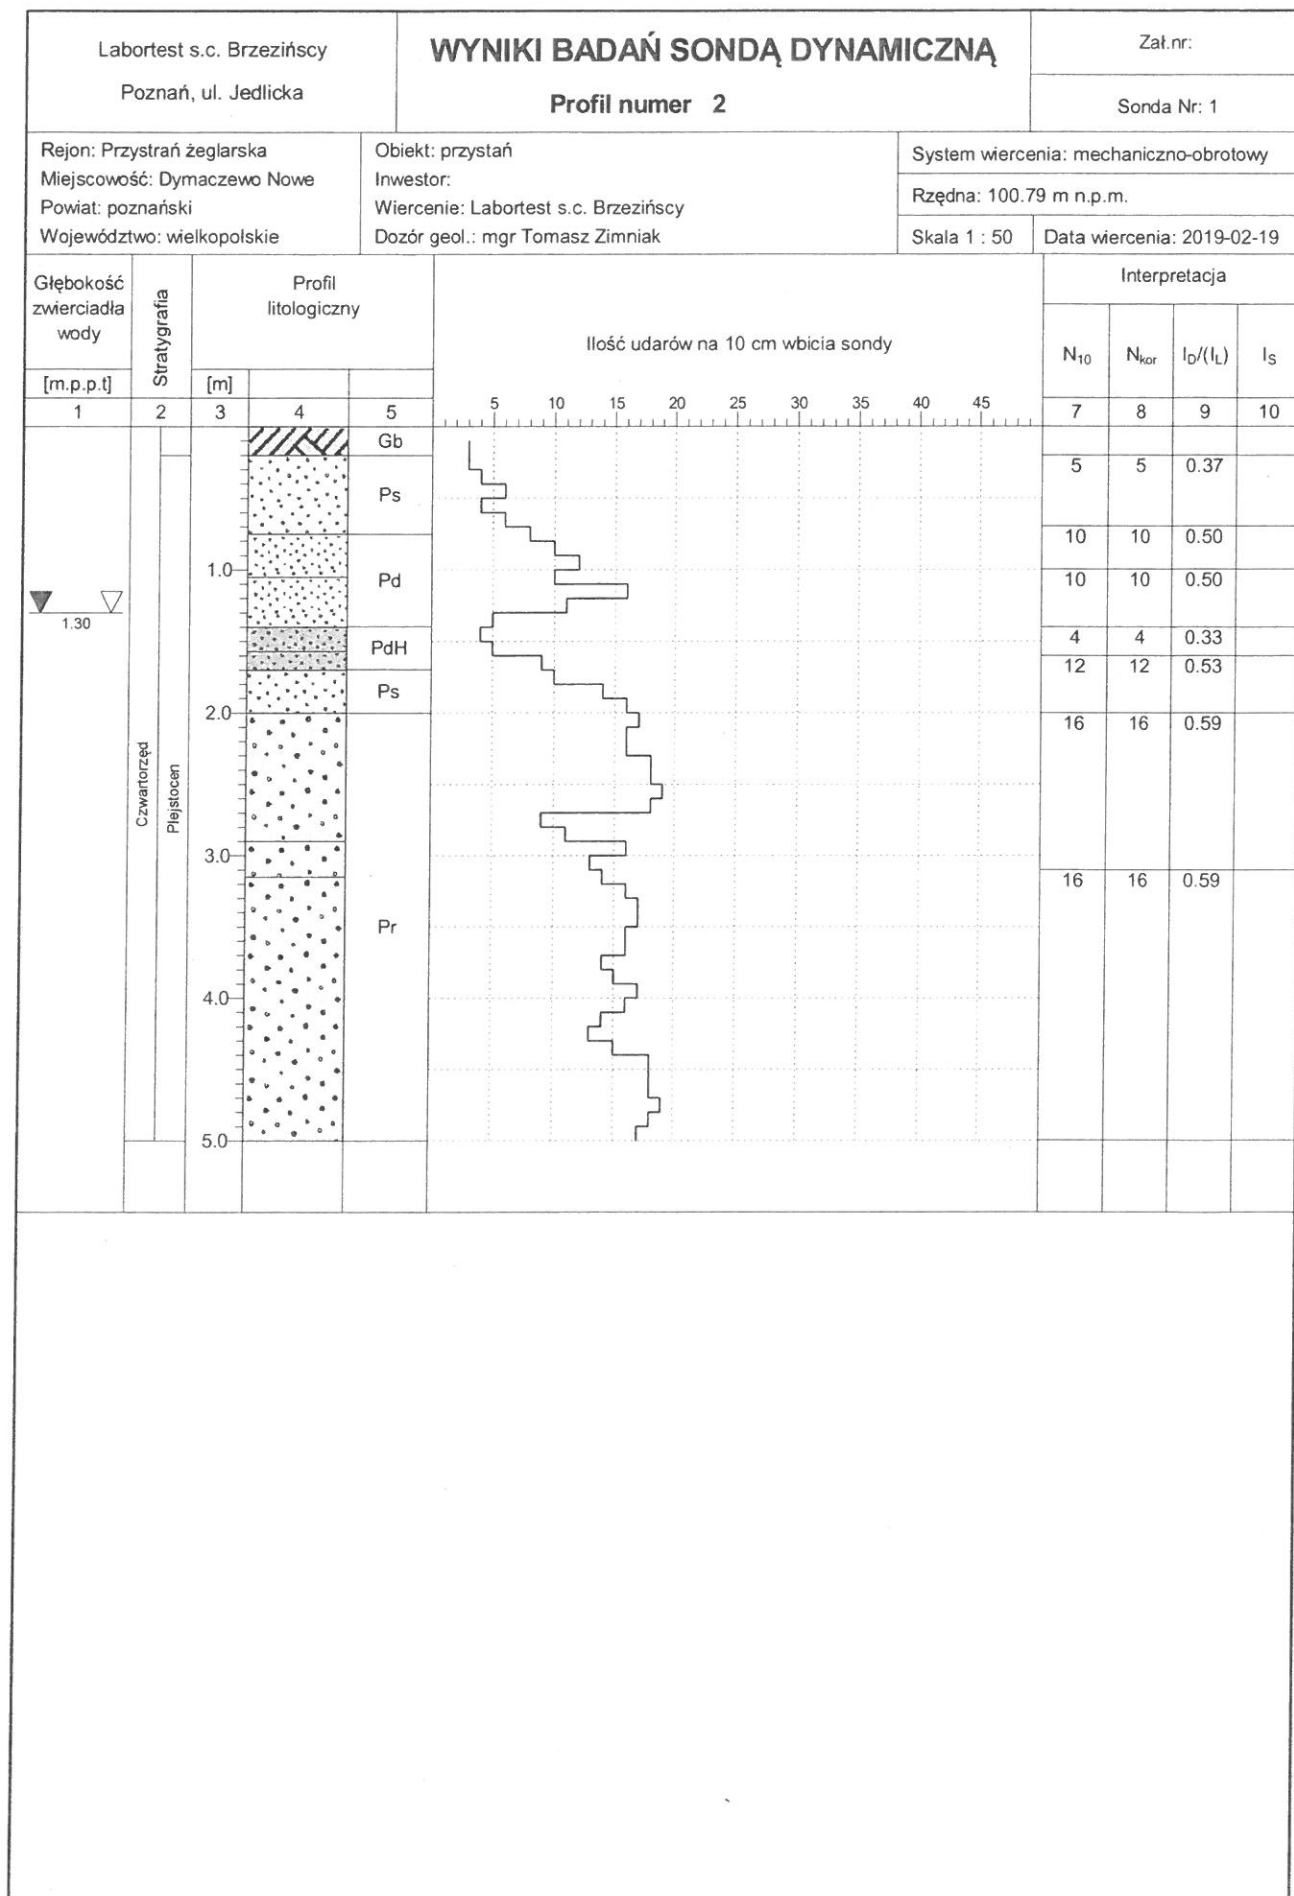 Labortest s.c. Brzezińscy
Poznań, ul. Jedlicka
WYNIKI BADAŃ SONDĄ DYNAMICZNĄ
Profil numer 2
Zał.nr:
Sonda Nr: 1
Rejon: Przystrań żeglarska
Miejscowość: Dymaczewo Nowe
Powiat: poznański
Województwo: wielkopolskie
Obiekt: przystań
Inwestor:
Wiercenie: Labortest s.c. Brzezińscy
Dozór geol.: mgr Tomasz Zimniak
System wiercenia: mechaniczno-obrotowy
Rzędna: 100.79 m n.p.m.
Skala 1 : 50
Data wiercenia: 2019-02-19
Głębokość
zwierciadła
wody
[m.p.p.t]
Stratygrafia
Profil
litologiczny
[m]
Ilość udarów na 10 cm wbicia sondy
Interpretacja
N10 Nkor ID/(IL) IS
1 2 3 4 5
5 10 15 20 25 30 35 40 45
7 8 9 10
Gb
5 5 0.37
Ps
10 10 0.50
1.0
Pd
10 10 0.50
1.30
4 4 0.33
PdH
12 12 0.53
Ps
2.0
16 16 0.59
Czwartorzęd
Plejstocen
3.0
16 16 0.59
Pr
4.0
5.0